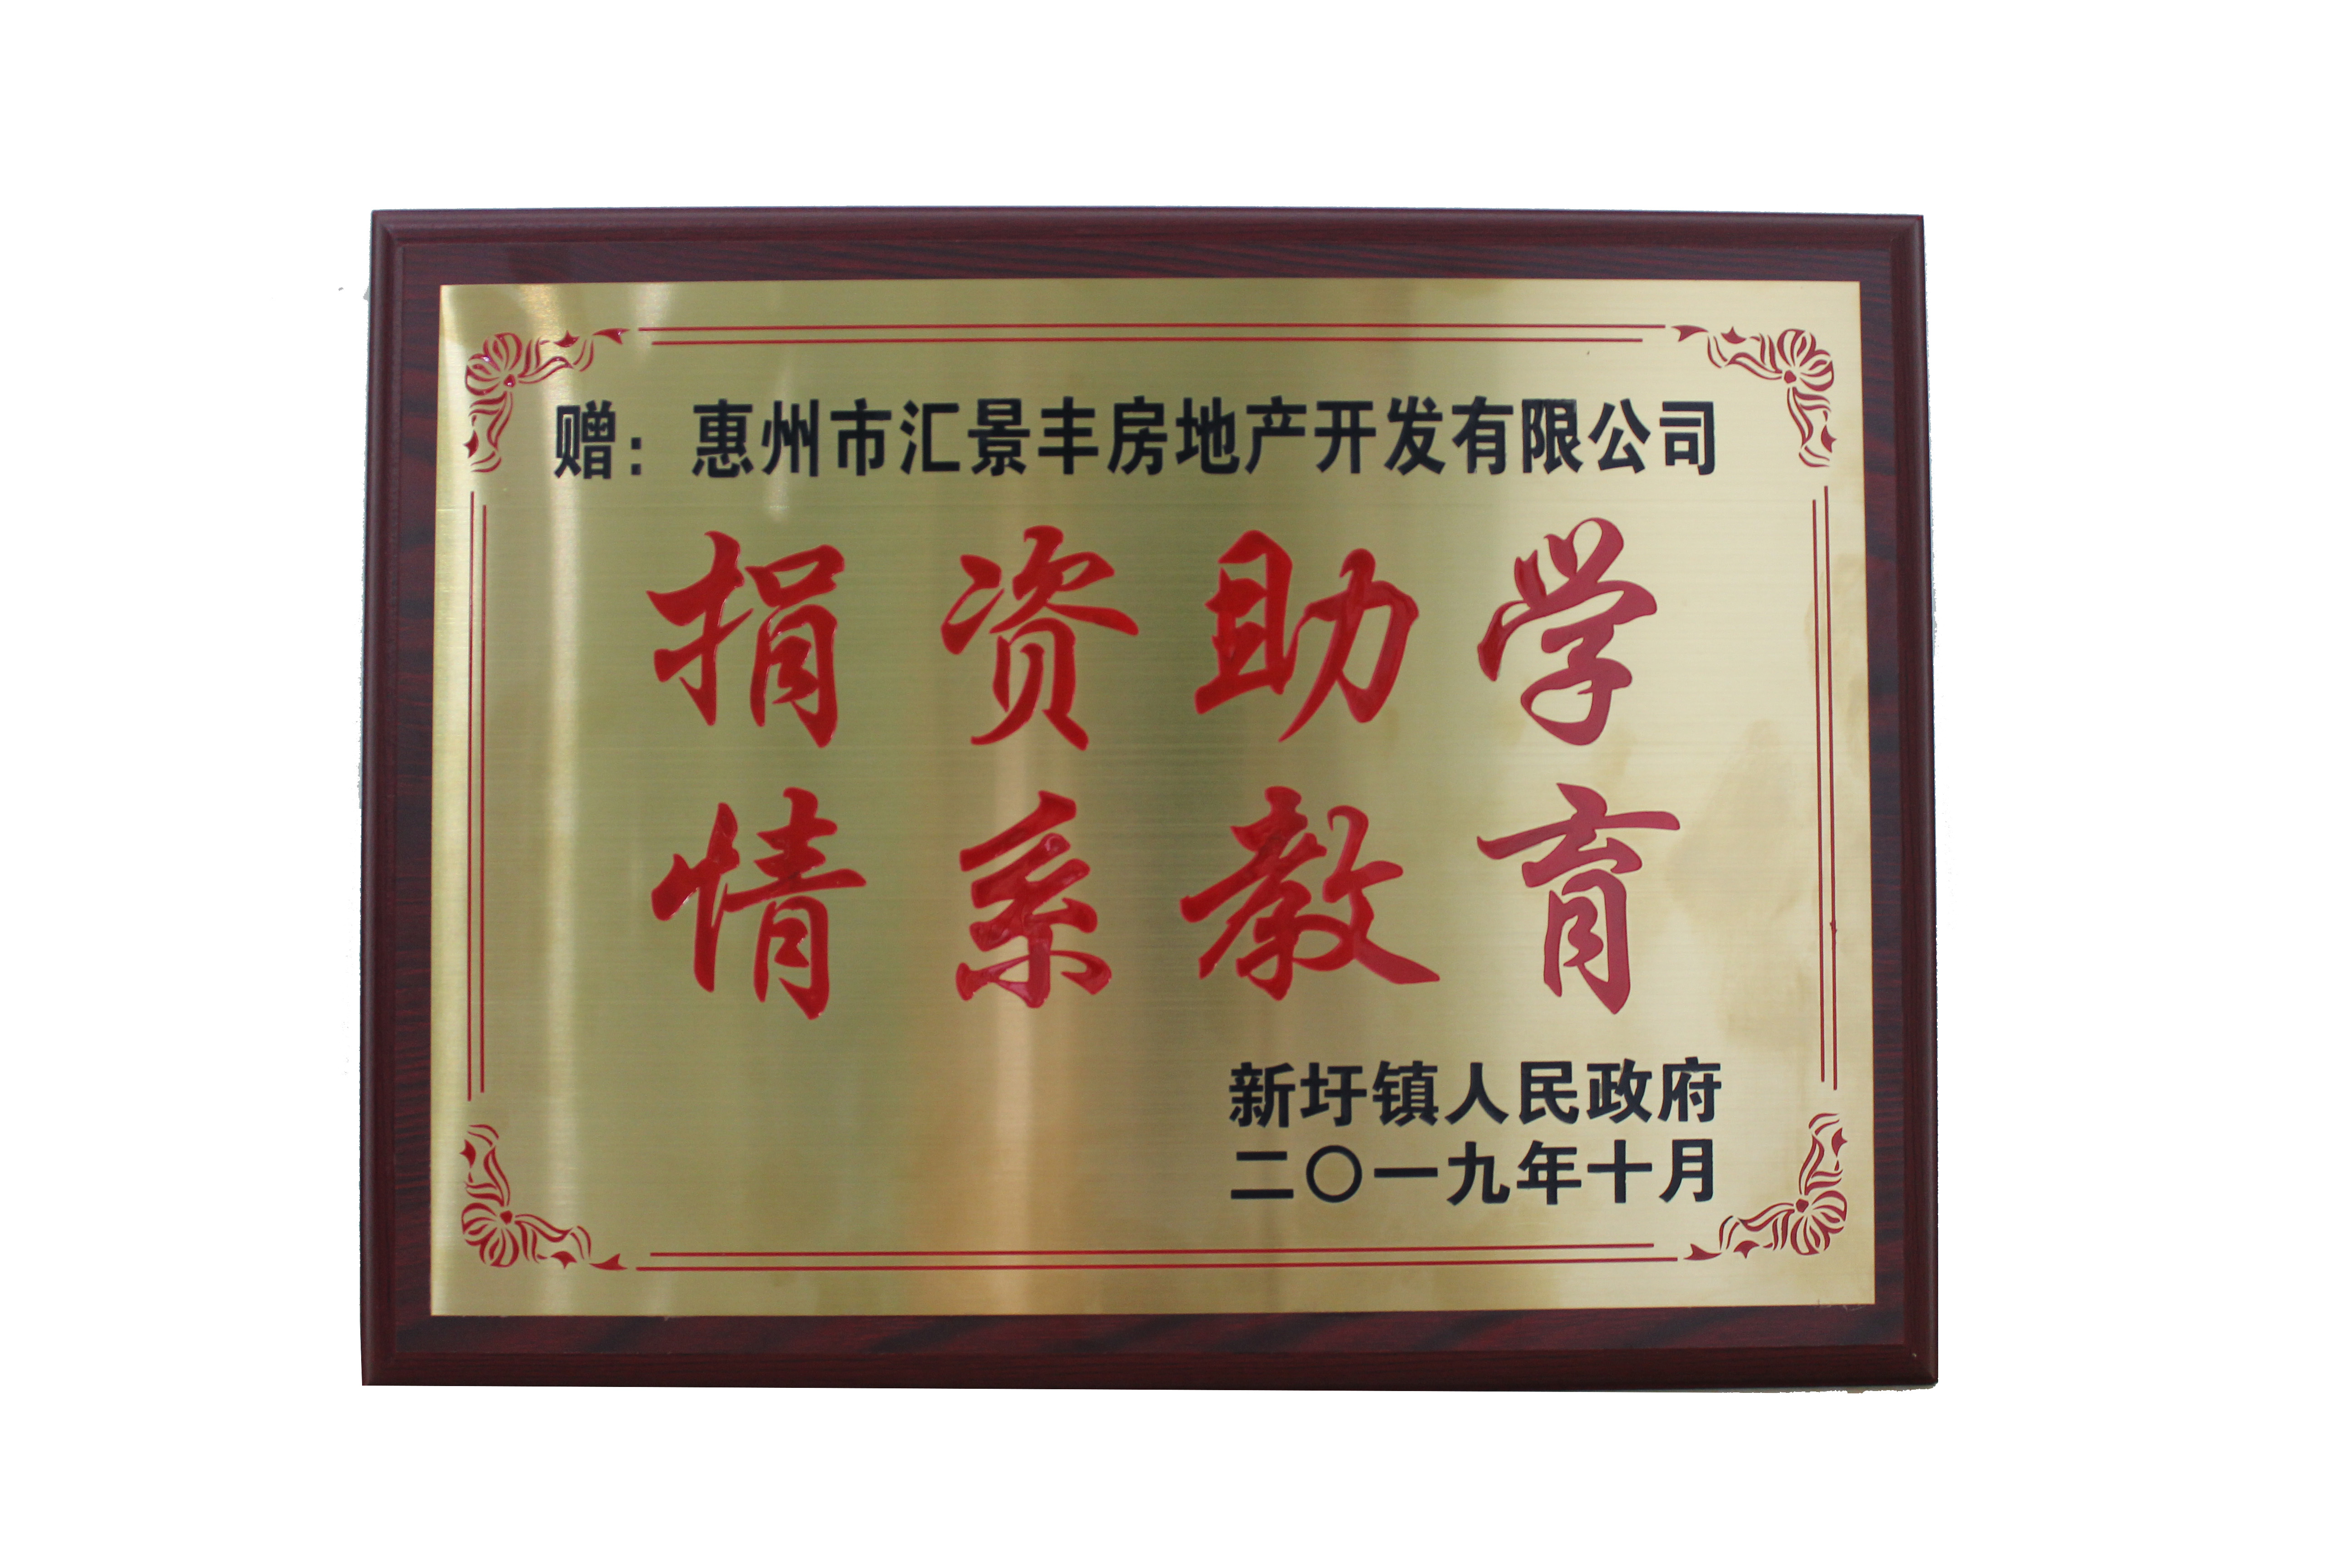 赠：惠州市汇景丰房地产开发有限公司
捐资助学
情系教育
新圩镇人民政府
二〇一九年十月